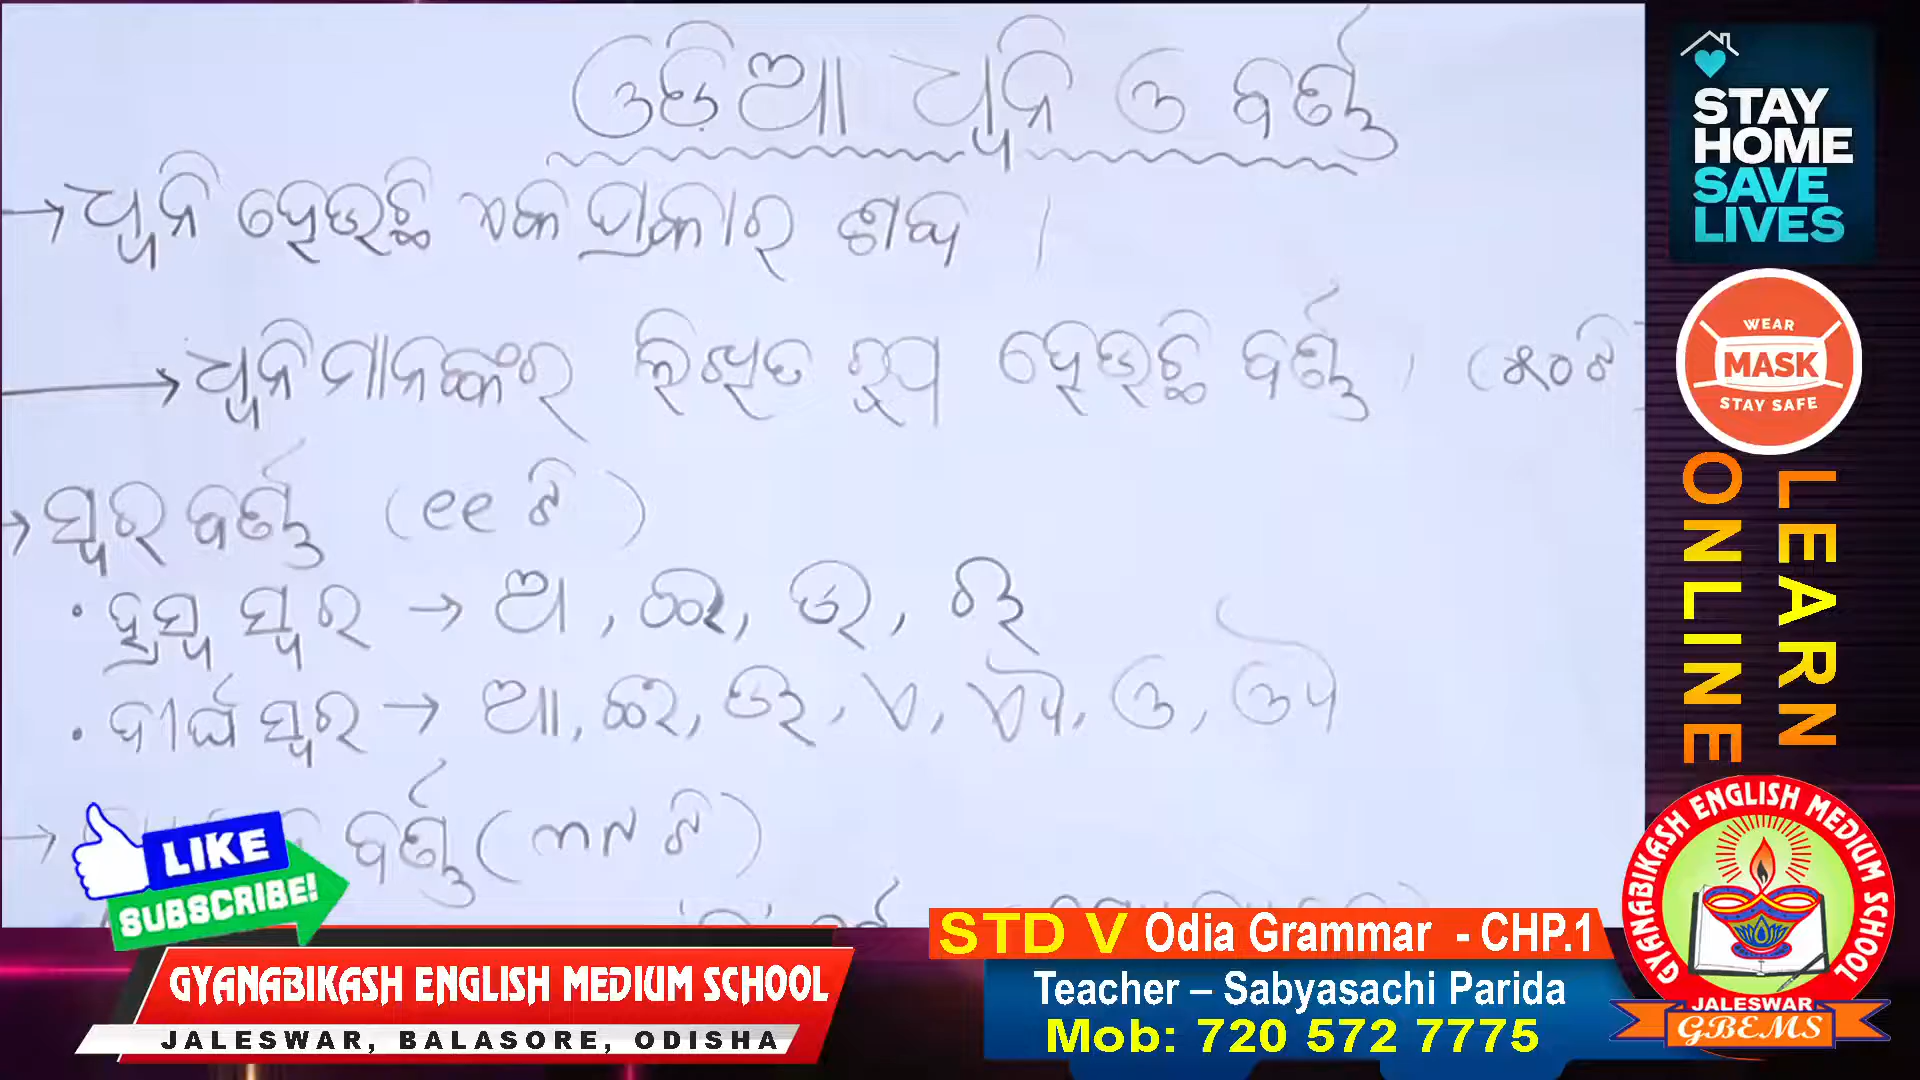 ଓଡ଼ିଆ ଧ୍ୱନି ଓ ବର୍ଣ୍ଣ
→ ଧ୍ୱନି ହେଉଛି ଏକ ପ୍ରକାର ଶବ୍ଦ ।
→ ଧ୍ୱନିମାନଙ୍କର ଲିଖିତ ରୂପ ହେଉଛି ବର୍ଣ୍ଣ । (୫୦ଟି
→ ସ୍ୱର ବର୍ଣ୍ଣ (୧୧ ଟି)
• ହ୍ରସ୍ୱ ସ୍ୱର → ଅ, ଇ, ଉ, ଋ
• ଦୀର୍ଘ ସ୍ୱର → ଆ, ଈ, ଊ, ଏ, ଐ, ଓ, ଔ
→ ବର୍ଣ୍ଣ (୩୯ ଟି)
STAY
HOME
SAVE
LIVES
WEAR
MASK
STAY SAFE
LEARN
ONLINE
LIKE
SUBSCRIBE!
GYANABIKASH ENGLISH MEDIUM SCHOOL
JALESWAR, BALASORE, ODISHA
STD V Odia Grammar - CHP.1
Teacher – Sabyasachi Parida
Mob: 720 572 7775
GYANABIKASH ENGLISH MEDIUM SCHOOL
JALESWAR
GBEMS